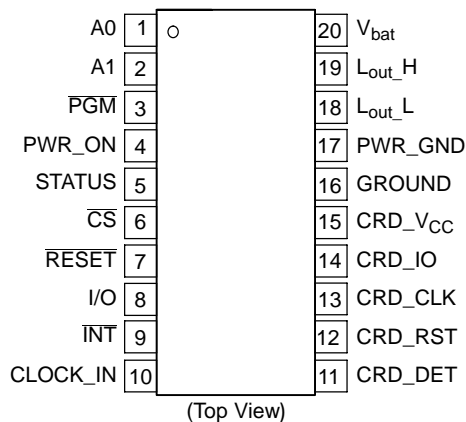 A0 1 20 Vbat
A1 2 19 Lout_H
PGM 3 18 Lout_L
PWR_ON 4 17 PWR_GND
STATUS 5 16 GROUND
CS 6 15 CRD_VCC
RESET 7 14 CRD_IO
I/O 8 13 CRD_CLK
INT 9 12 CRD_RST
CLOCK_IN 10 11 CRD_DET
(Top View)